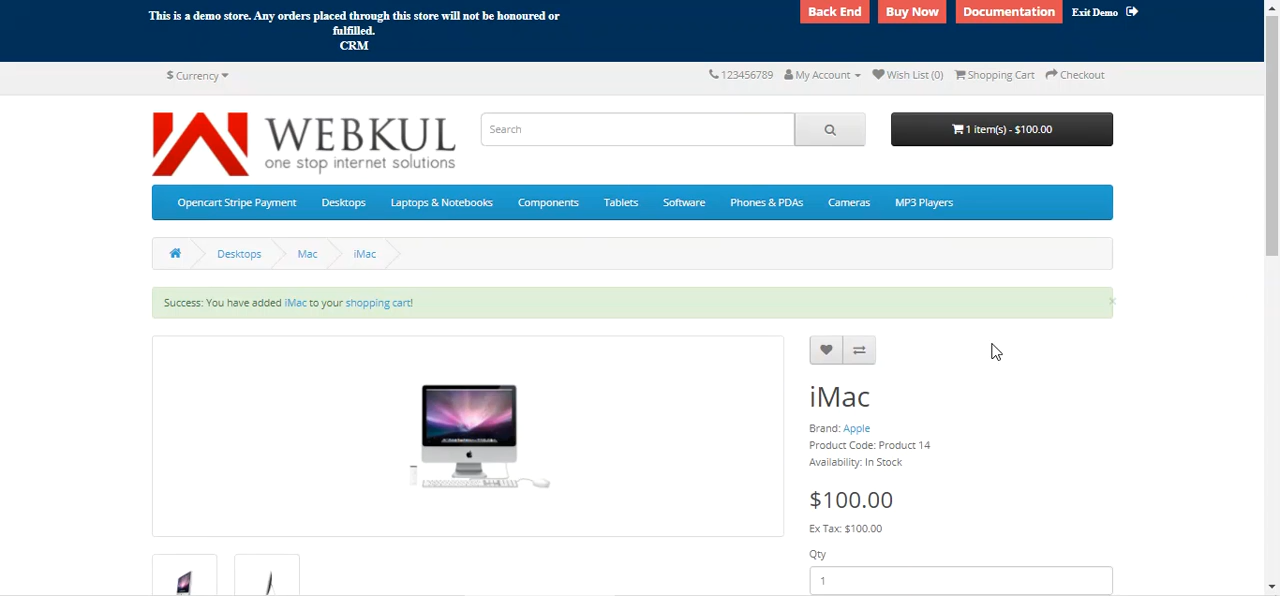 This is a demo store. Any orders placed through this store will not be honoured or
fulfilled.
CRM
Back End
Buy Now
Documentation
Exit Demo
$ Currency
123456789
My Account
Wish List (0)
Shopping Cart
Checkout
WEBKUL
one stop internet solutions
Search
1 item(s) - $100.00
Opencart Stripe Payment
Desktops
Laptops & Notebooks
Components
Tablets
Software
Phones & PDAs
Cameras
MP3 Players
Desktops
Mac
iMac
Success: You have added iMac to your shopping cart!
×
iMac
Brand: Apple
Product Code: Product 14
Availability: In Stock
$100.00
Ex Tax: $100.00
Qty
1